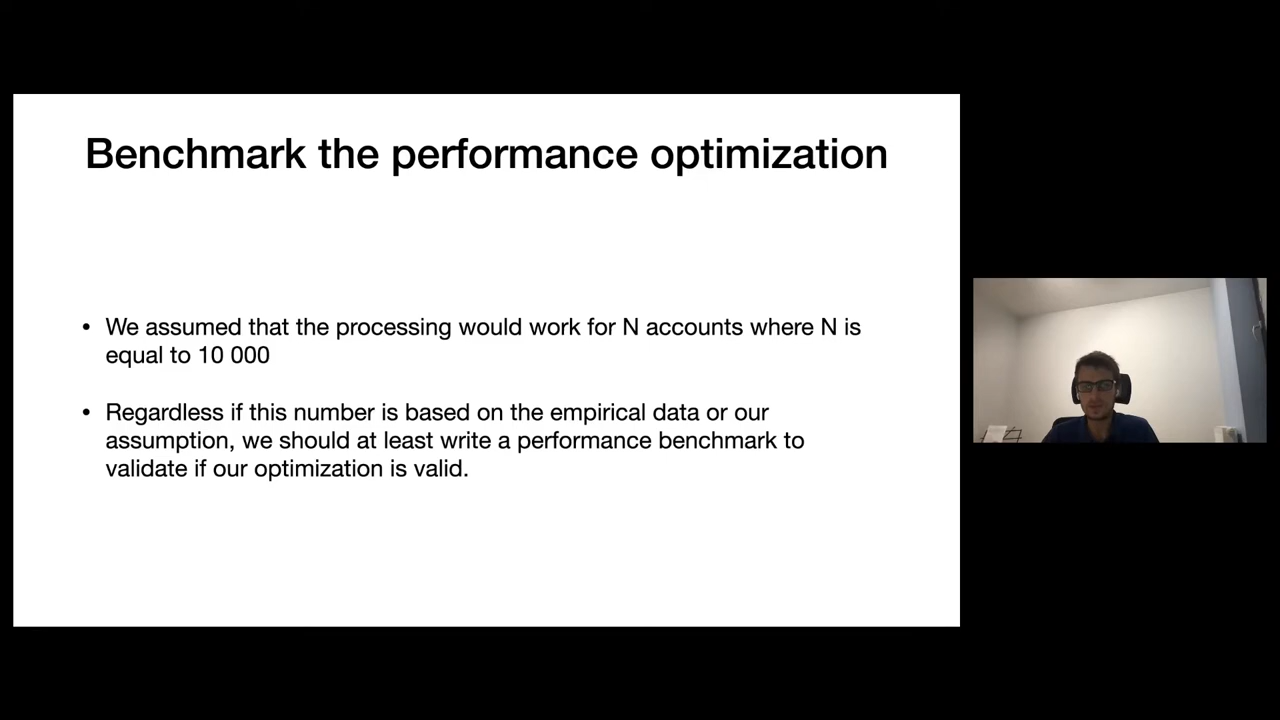 Benchmark the performance optimization
• We assumed that the processing would work for N accounts where N is
equal to 10 000
• Regardless if this number is based on the empirical data or our
assumption, we should at least write a performance benchmark to
validate if our optimization is valid.